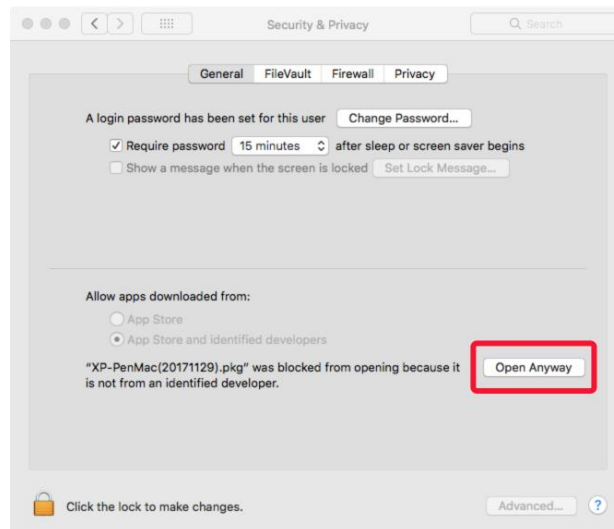 Security & Privacy
Search
General FileVault Firewall Privacy
A login password has been set for this user Change Password...
Require password 15 minutes after sleep or screen saver begins
Show a message when the screen is locked Set Lock Message...
Allow apps downloaded from:
App Store
App Store and identified developers
"XP-PenMac(20171129).pkg" was blocked from opening because it
is not from an identified developer.
Open Anyway
Click the lock to make changes.
Advanced...
?